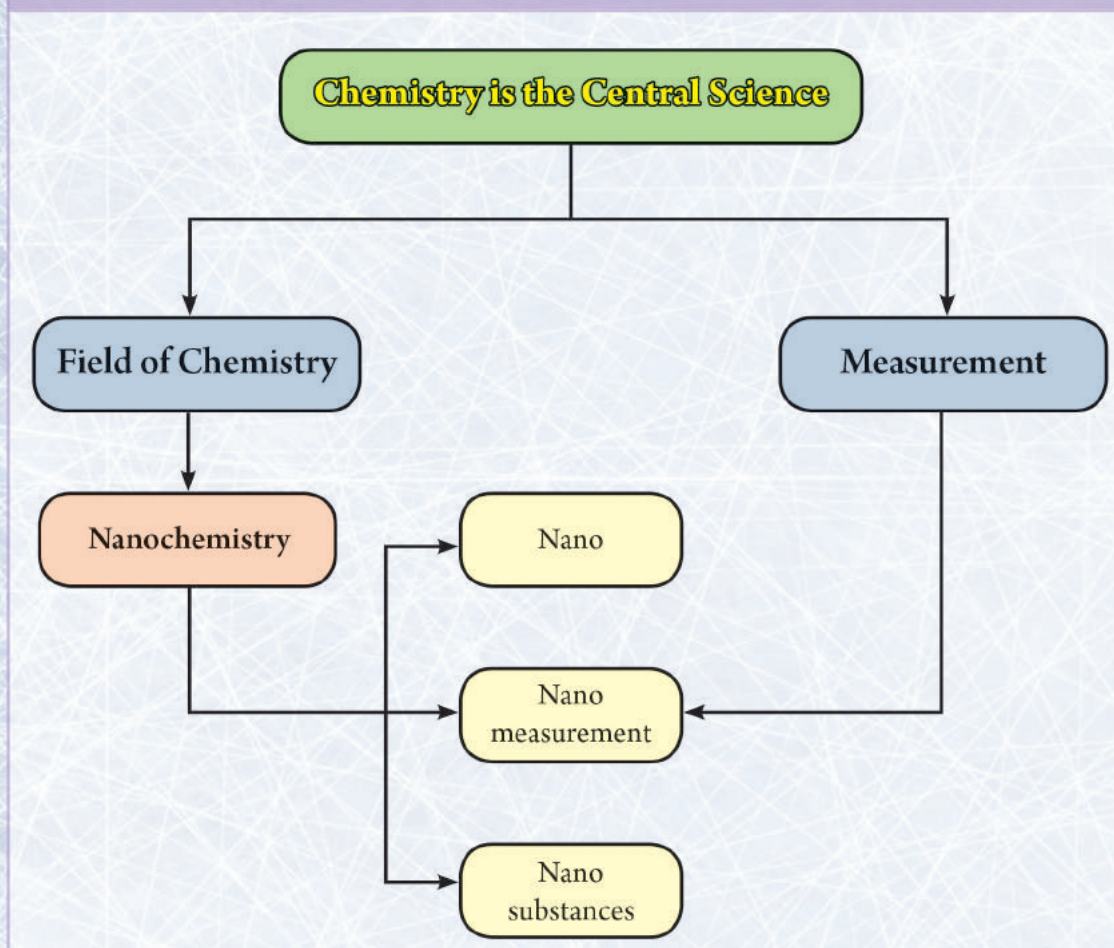 Chemistry is the Central Science
Field of Chemistry
Measurement
Nanochemistry
Nano
Nano
measurement
Nano
substances